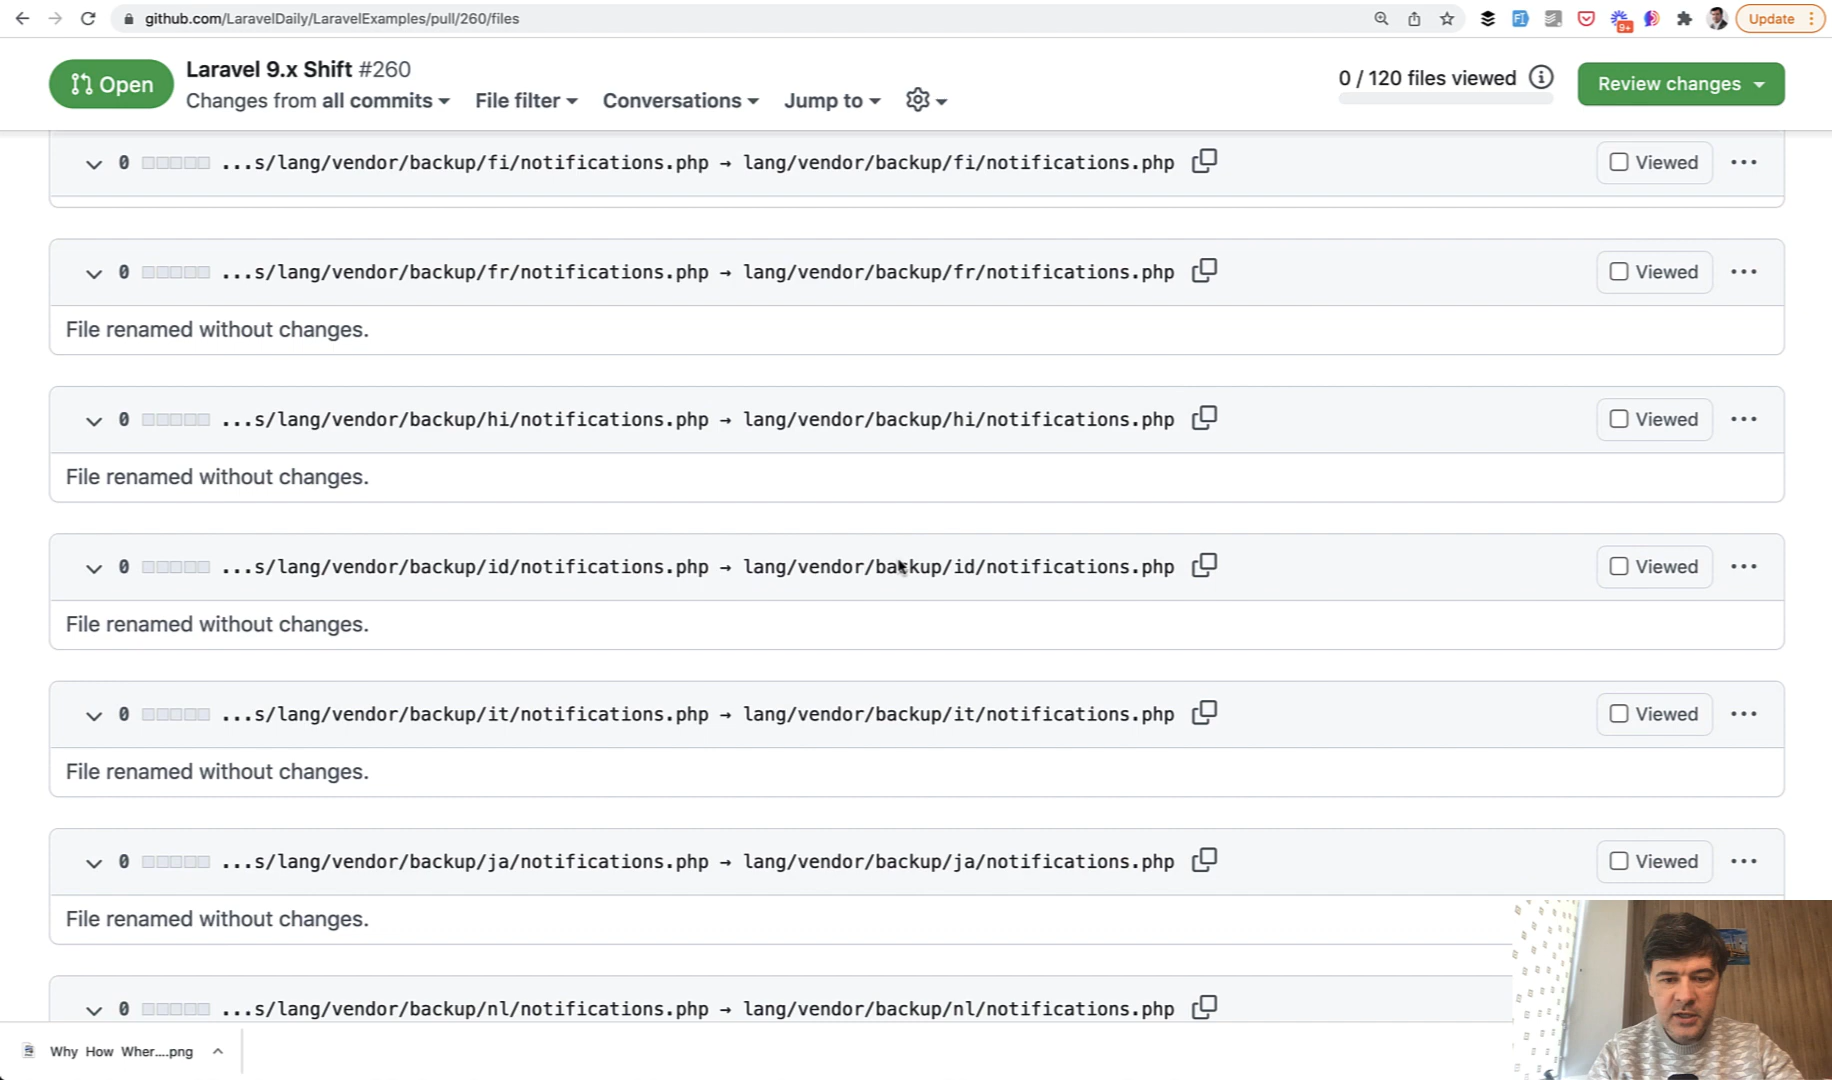 github.com/LaravelDaily/LaravelExamples/pull/260/files
9+
Update
Open
Laravel 9.x Shift #260
Changes from all commits
File filter
Conversations
Jump to
0 / 120 files viewed
Review changes
0 ...s/lang/vendor/backup/fi/notifications.php → lang/vendor/backup/fi/notifications.php
Viewed
0 ...s/lang/vendor/backup/fr/notifications.php → lang/vendor/backup/fr/notifications.php
Viewed
File renamed without changes.
0 ...s/lang/vendor/backup/hi/notifications.php → lang/vendor/backup/hi/notifications.php
Viewed
File renamed without changes.
0 ...s/lang/vendor/backup/id/notifications.php → lang/vendor/backup/id/notifications.php
Viewed
File renamed without changes.
0 ...s/lang/vendor/backup/it/notifications.php → lang/vendor/backup/it/notifications.php
Viewed
File renamed without changes.
0 ...s/lang/vendor/backup/ja/notifications.php → lang/vendor/backup/ja/notifications.php
Viewed
File renamed without changes.
0 ...s/lang/vendor/backup/nl/notifications.php → lang/vendor/backup/nl/notifications.php
Why How Wher....png